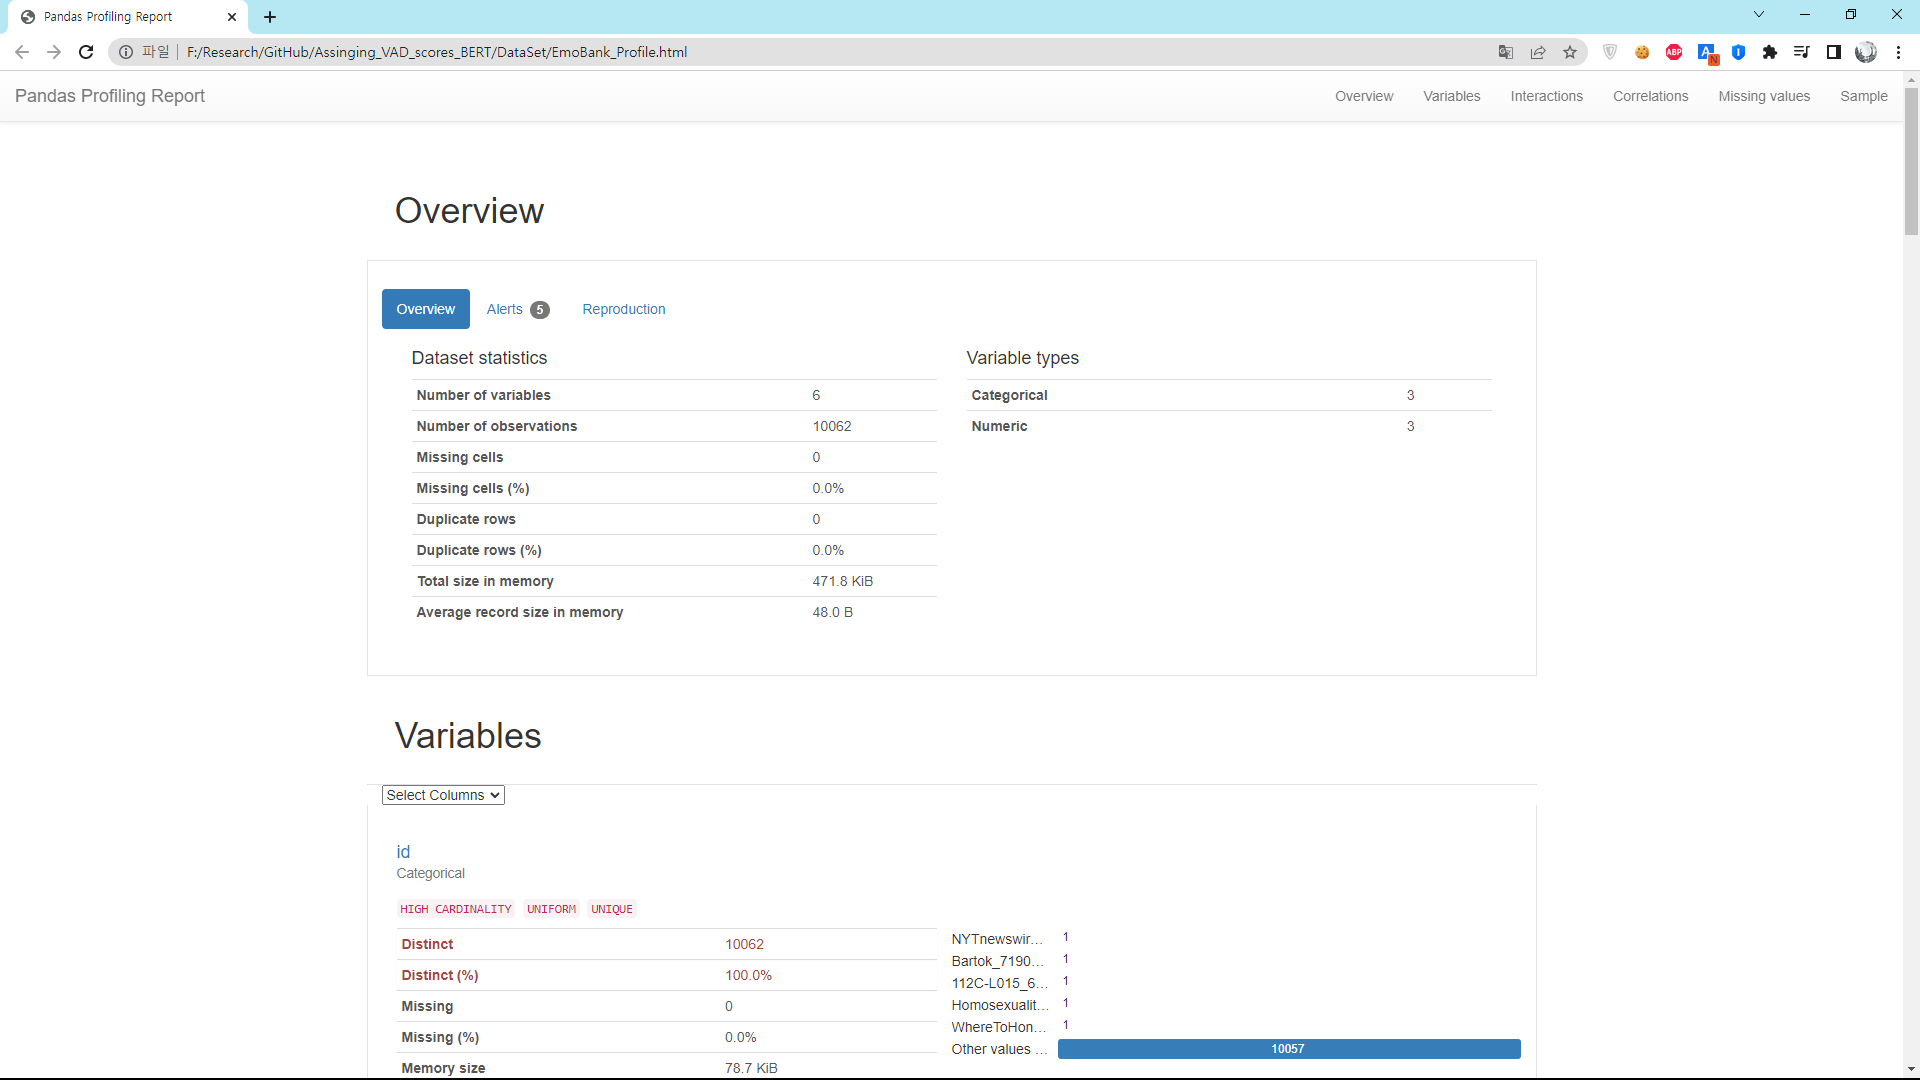 Pandas Profiling Report
파일 F:/Research/GitHub/Assinging_VAD_scores_BERT/DataSet/EmoBank_Profile.html
ABP
A N
Pandas Profiling Report Overview Variables Interactions Correlations Missing values Sample
Overview
Overview Alerts 5 Reproduction
Dataset statistics
Number of variables 6
Number of observations 10062
Missing cells 0
Missing cells (%) 0.0%
Duplicate rows 0
Duplicate rows (%) 0.0%
Total size in memory 471.8 KiB
Average record size in memory 48.0 B
Variable types
Categorical 3
Numeric 3
Variables
Select Columns
id
Categorical
HIGH CARDINALITY UNIFORM UNIQUE
Distinct 10062
Distinct (%) 100.0%
Missing 0
Missing (%) 0.0%
Memory size 78.7 KiB
NYTnewswir... 1
Bartok_7190... 1
112C-L015_6... 1
Homosexualit... 1
WhereToHon... 1
Other values ... 10057